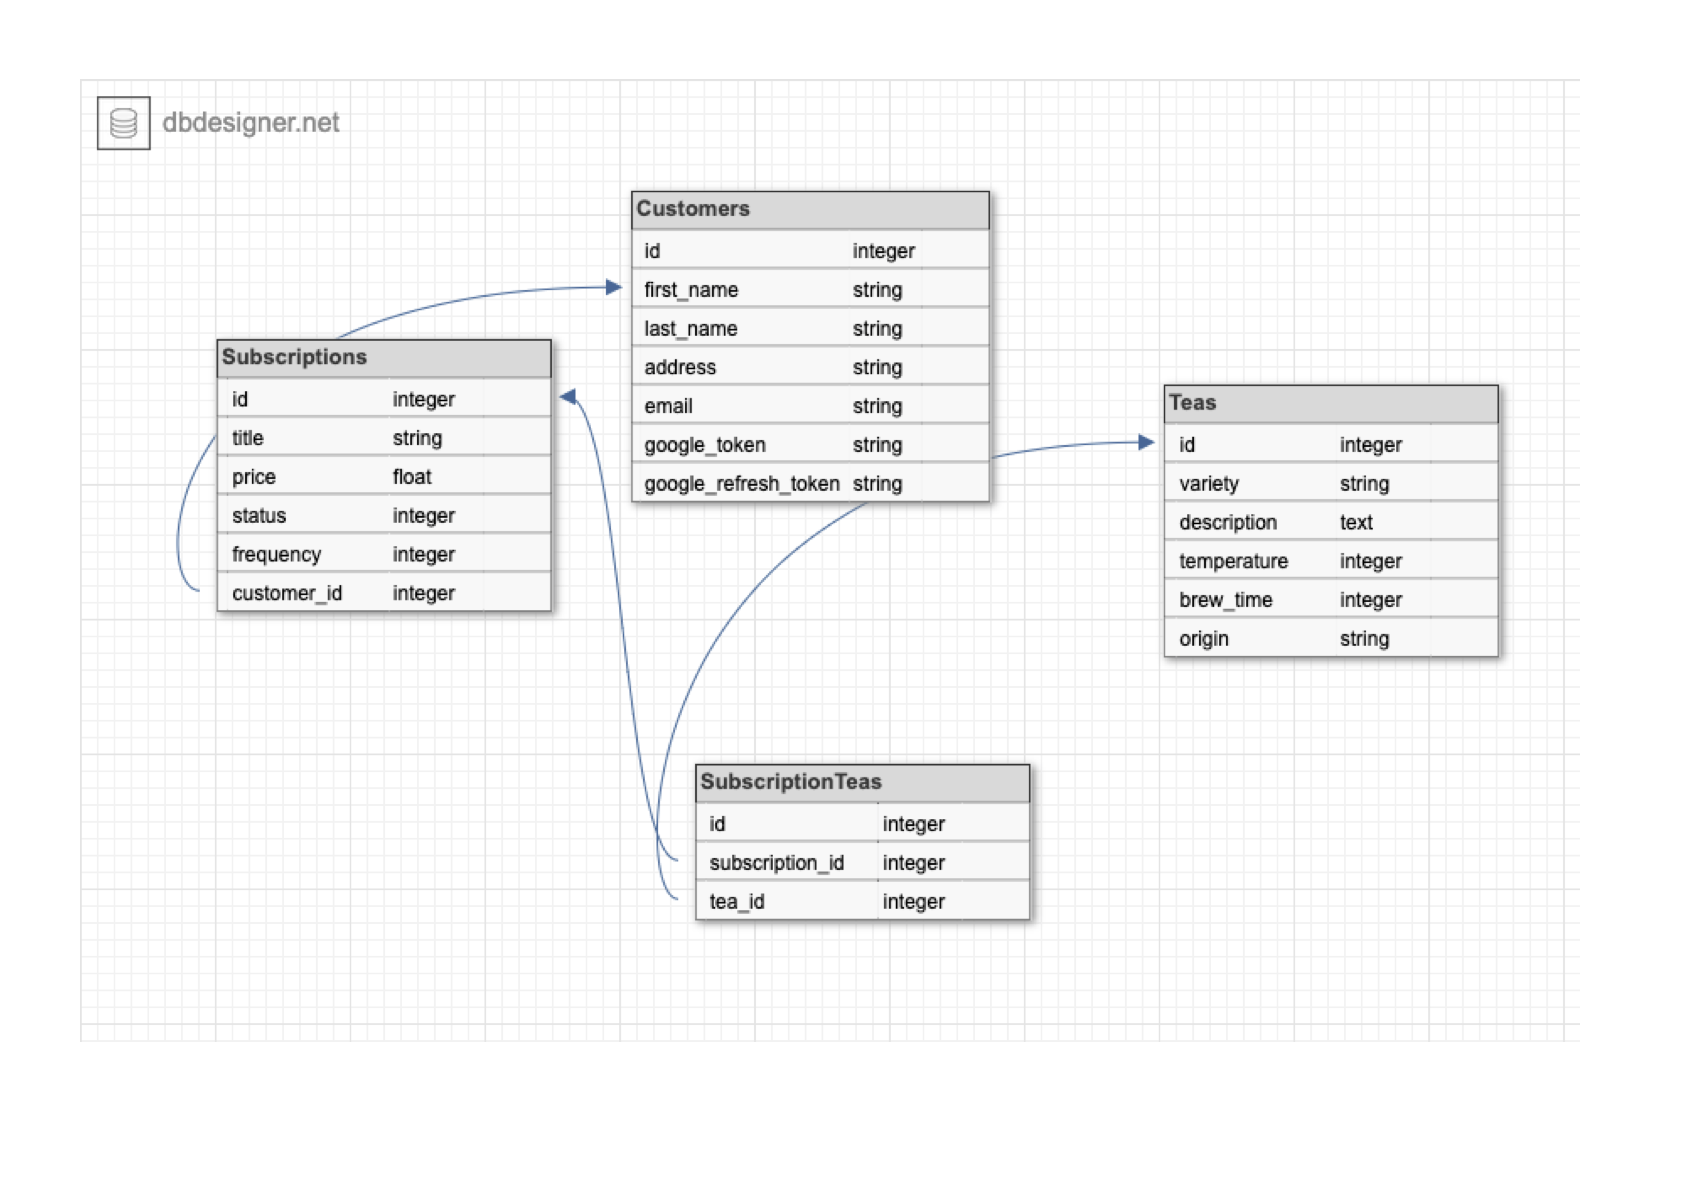 dbdesigner.net
Customers
id integer
first_name string
last_name string
address string
email string
google_token string
google_refresh_token string
Subscriptions
id integer
title string
price float
status integer
frequency integer
customer_id integer
Teas
id integer
variety string
description text
temperature integer
brew_time integer
origin string
SubscriptionTeas
id integer
subscription_id integer
tea_id integer